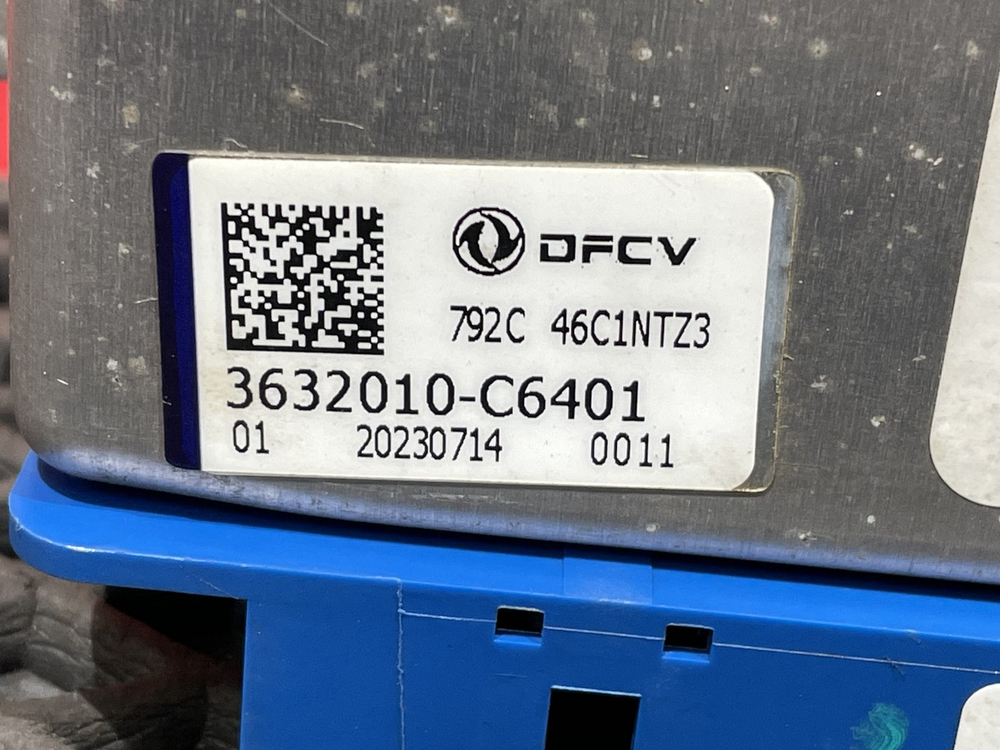 DFCV
792C 46C1NTZ3
3632010-C6401
01 20230714 0011